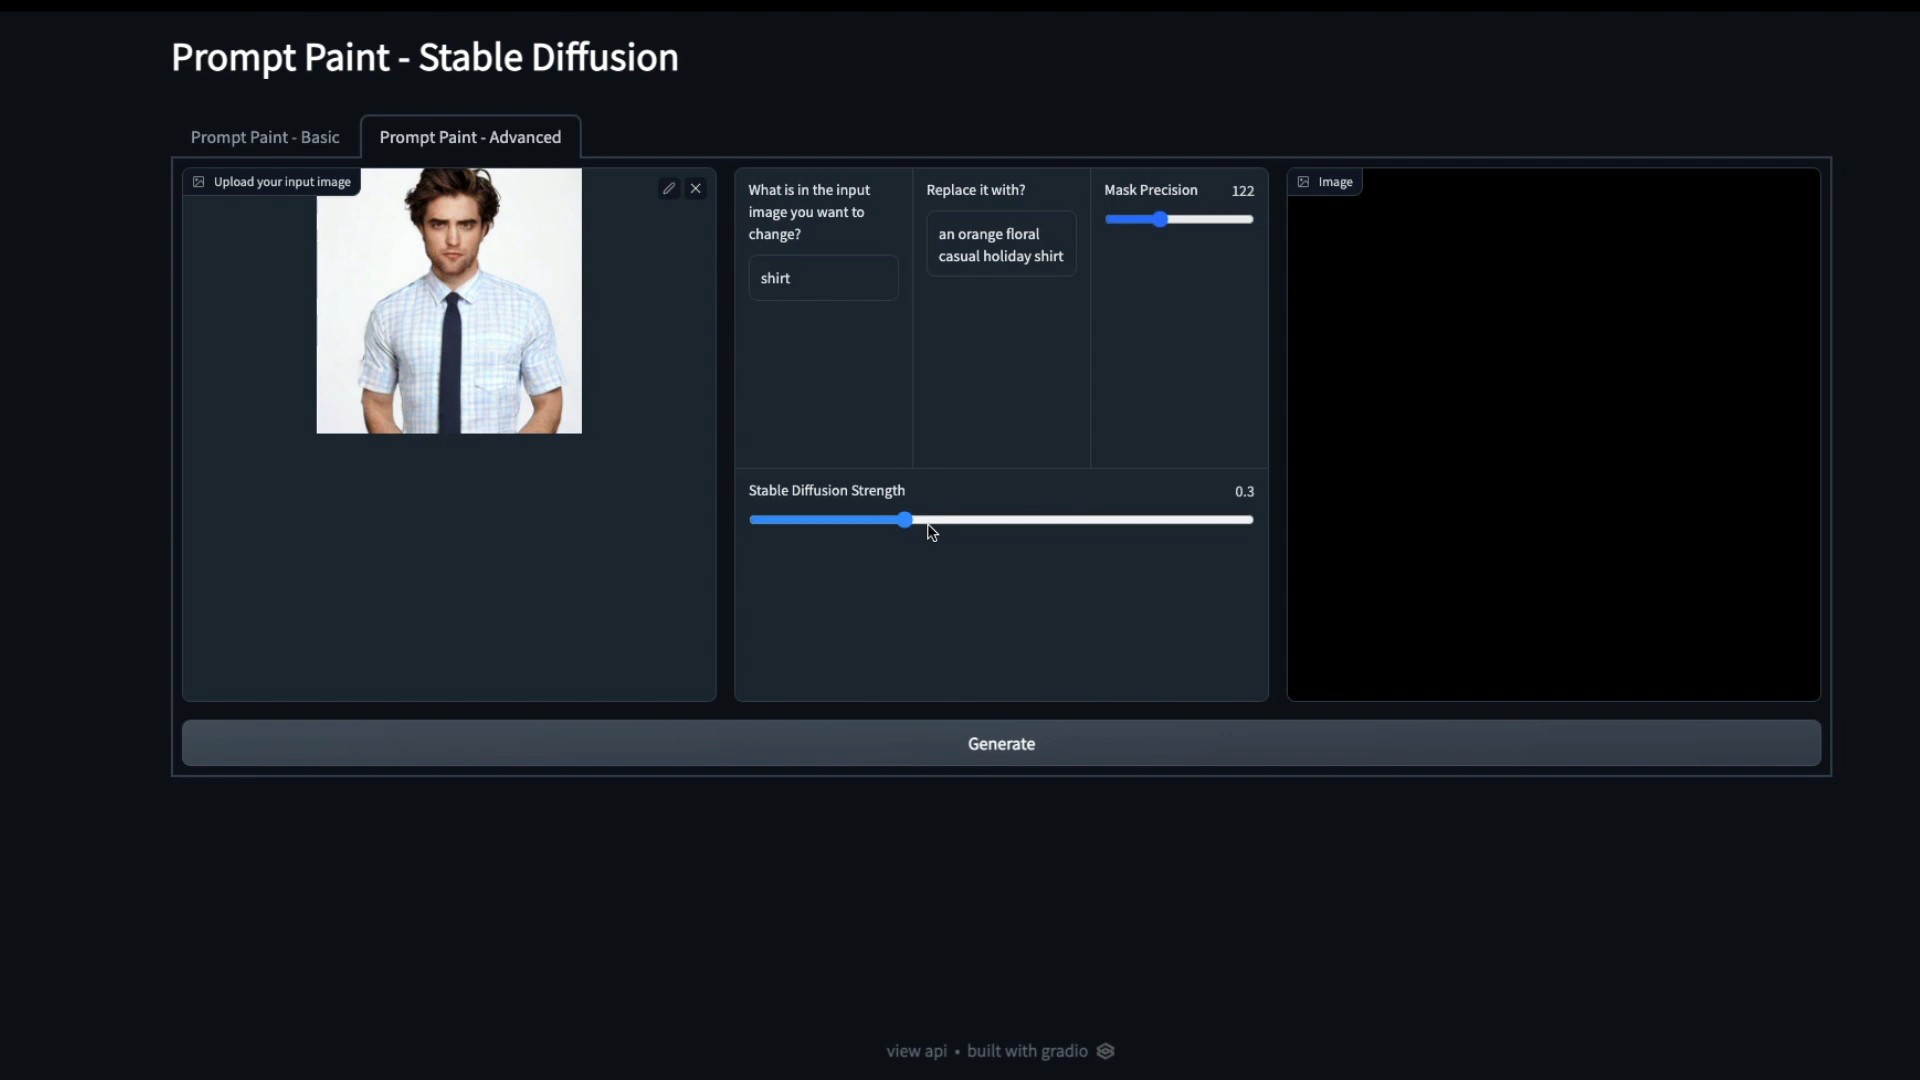 Prompt Paint - Stable Diffusion
Prompt Paint - Basic
Prompt Paint - Advanced
Upload your input image
What is in the input
image you want to
change?
shirt
Replace it with?
an orange floral
casual holiday shirt
Mask Precision
122
Stable Diffusion Strength
0.3
Image
Generate
view api • built with gradio